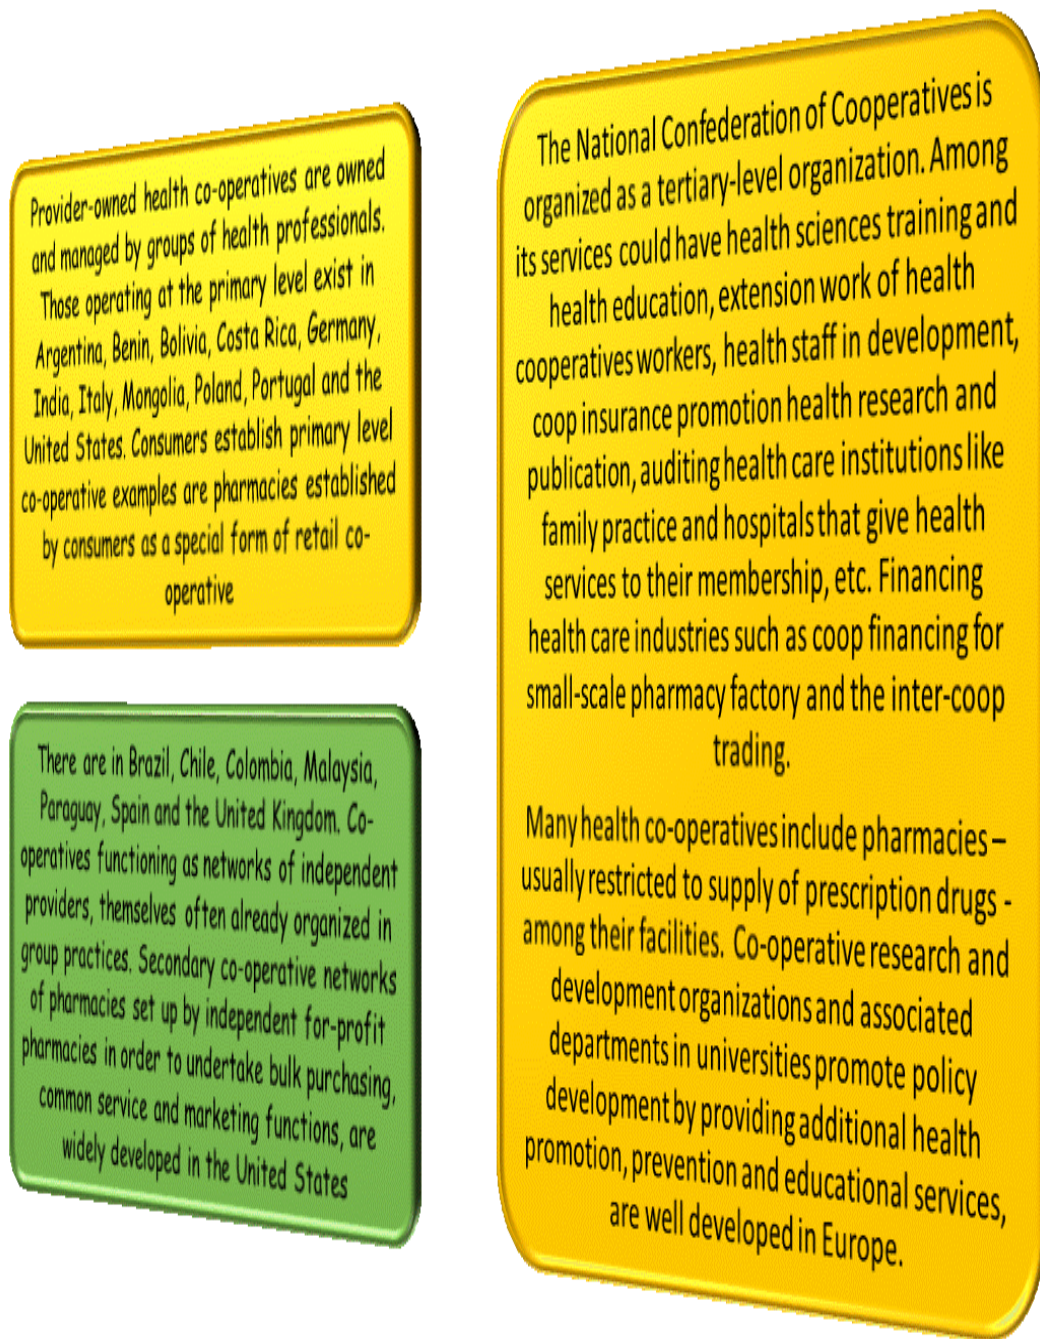 Provider-owned health co-operatives are owned
and managed by groups of health professionals.
Those operating at the primary level exist in
Argentina, Benin, Bolivia, Costa Rica, Germany,
India, Italy, Mongolia, Poland, Portugal and the
United States. Consumers establish primary level
co-operative examples are pharmacies established
by consumers as a special form of retail co-
operative
There are in Brazil, Chile, Colombia, Malaysia,
Paraguay, Spain and the United Kingdom. Co-
operatives functioning as networks of independent
providers, themselves often already organized in
group practices. Secondary co-operative networks
of pharmacies set up by independent for-profit
pharmacies in order to undertake bulk purchasing,
common service and marketing functions, are
widely developed in the United States
The National Confederation of Cooperatives is
organized as a tertiary-level organization. Among
its services could have health sciences training and
health education, extension work of health
cooperatives workers, health staff in development,
coop insurance promotion health research and
publication, auditing health care institutions like
family practice and hospitals that give health
services to their membership, etc. Financing
health care industries such as coop financing for
small-scale pharmacy factory and the inter-coop
trading.
Many health co-operatives include pharmacies –
usually restricted to supply of prescription drugs -
among their facilities. Co-operative research and
development organizations and associated
departments in universities promote policy
development by providing additional health
promotion, prevention and educational services,
are well developed in Europe.